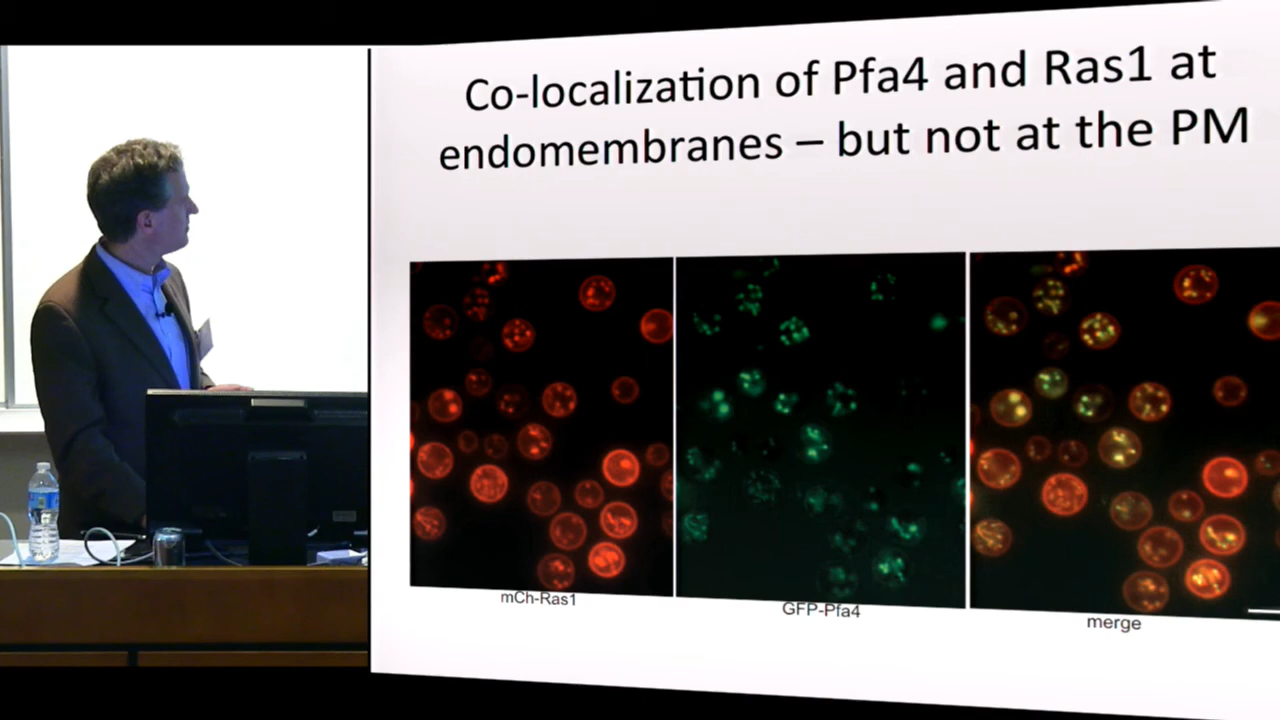 Co-localization of Pfa4 and Ras1 at
endomembranes – but not at the PM
mCh-Ras1
GFP-Pfa4
merge